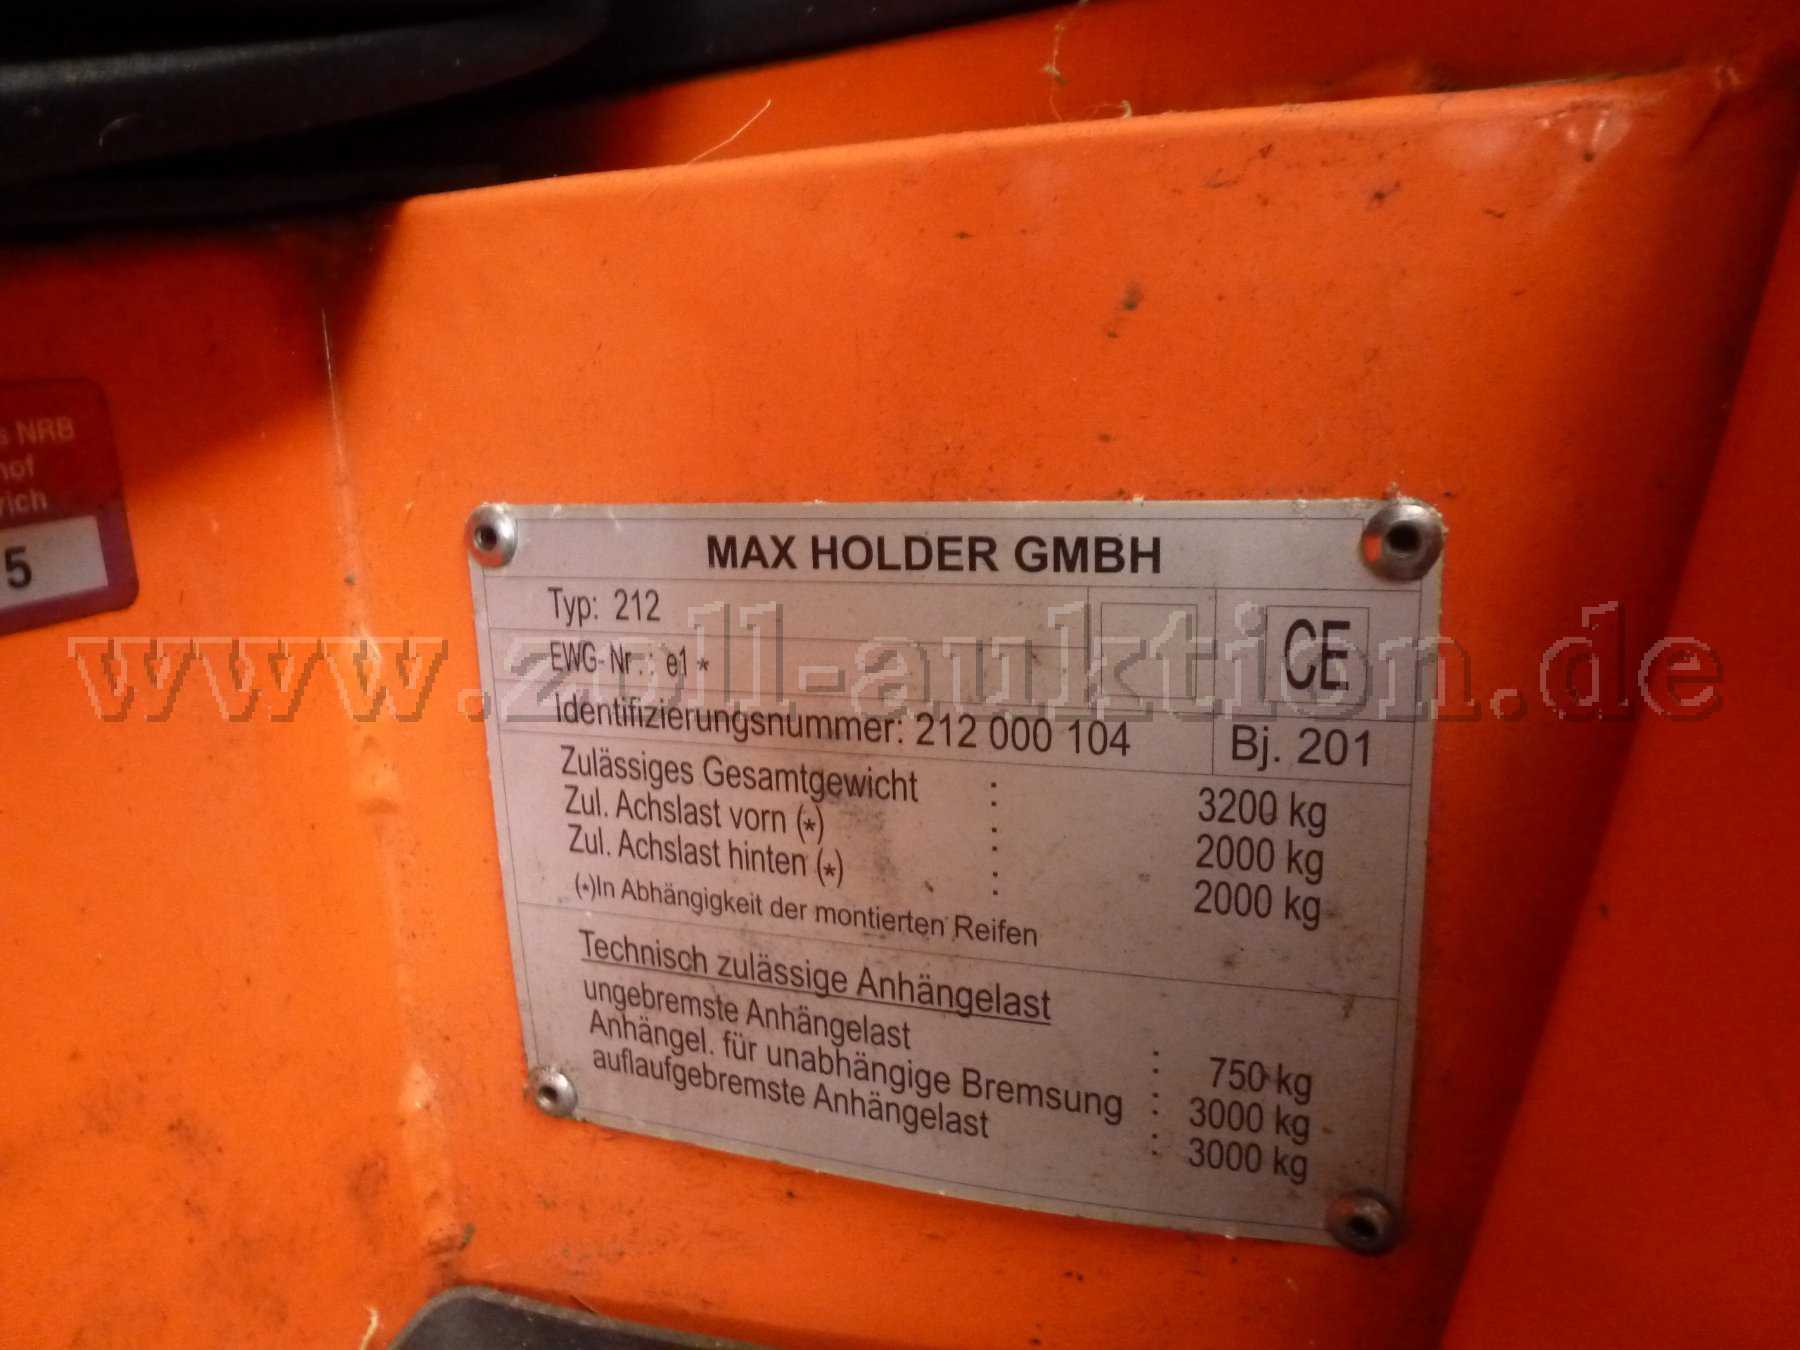 s NRB
hof
rich
5
MAX HOLDER GMBH
Typ: 212
CE
EWG- Nr.: e1 *
www.zoll-auktion.de
Identifizierungsnummer: 212 000 104
Bj. 201
Zulässiges Gesamtgewicht : 3200 kg
Zul. Achslast vorn (*) : 2000 kg
Zul. Achslast hinten (*) : 2000 kg
(*)In Abhängigkeit der montierten Reifen
Technisch zulässige Anhängelast
ungebremste Anhängelast : 750 kg
Anhängel. für unabhängige Bremsung : 3000 kg
auflaufgebremste Anhängelast : 3000 kg